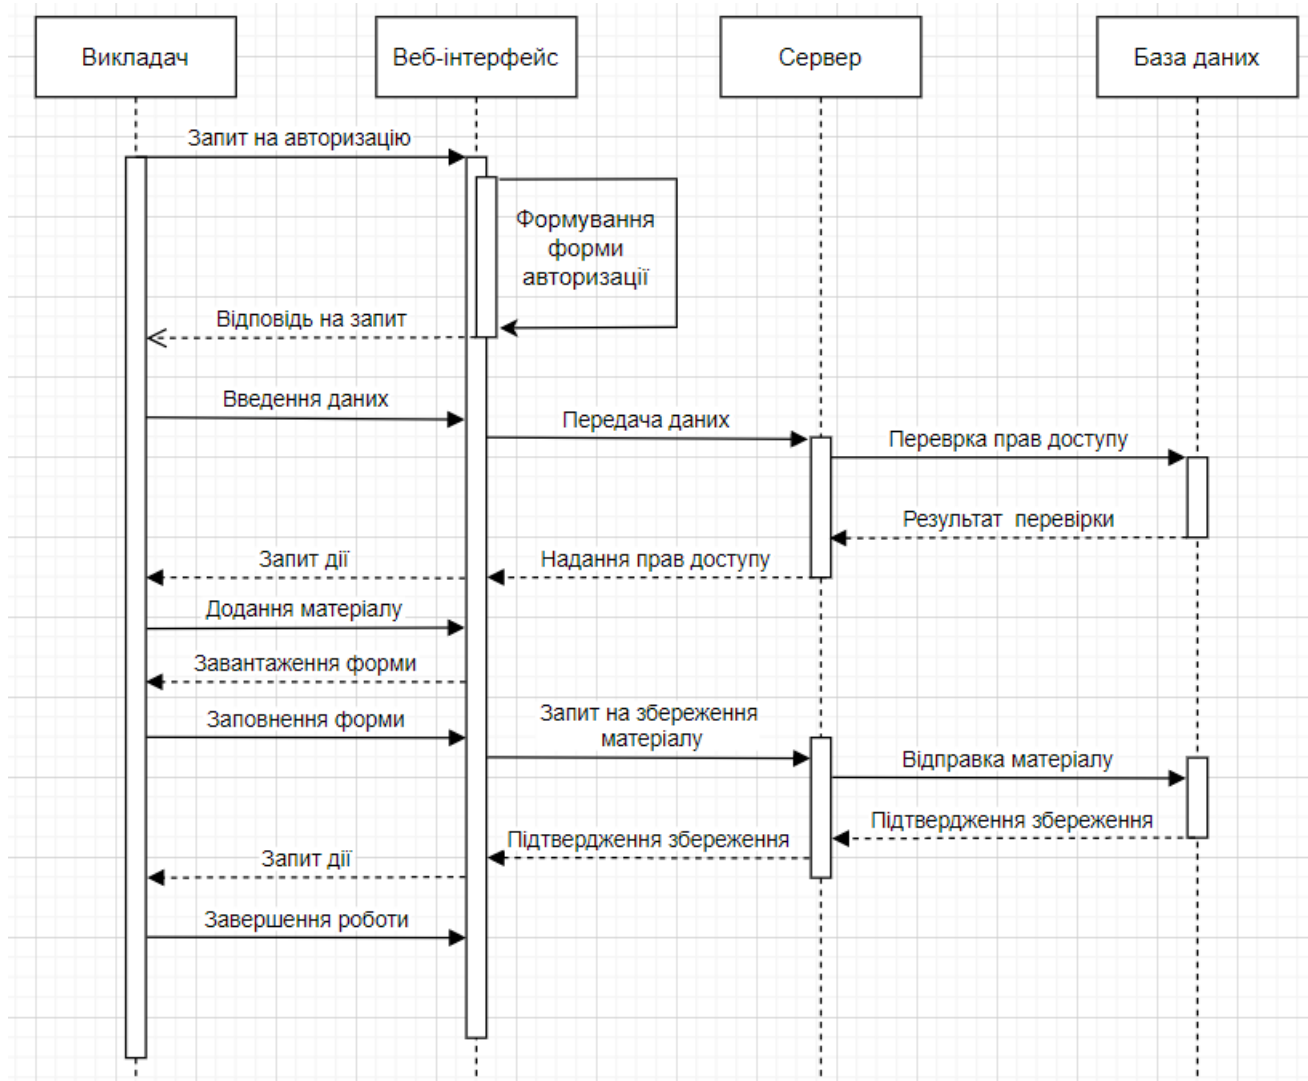 Викладач
Веб-інтерфейс
Сервер
База даних
Запит на авторизацію
Формування
форми
авторизації
Відповідь на запит
Введення даних
Передача даних
Переврка прав доступу
Результат перевірки
Надання прав доступу
Запит дії
Додання матеріалу
Завантаження форми
Заповнення форми
Запит на збереження
матеріалу
Відправка матеріалу
Підтвердження збереження
Підтвердження збереження
Запит дії
Завершення роботи